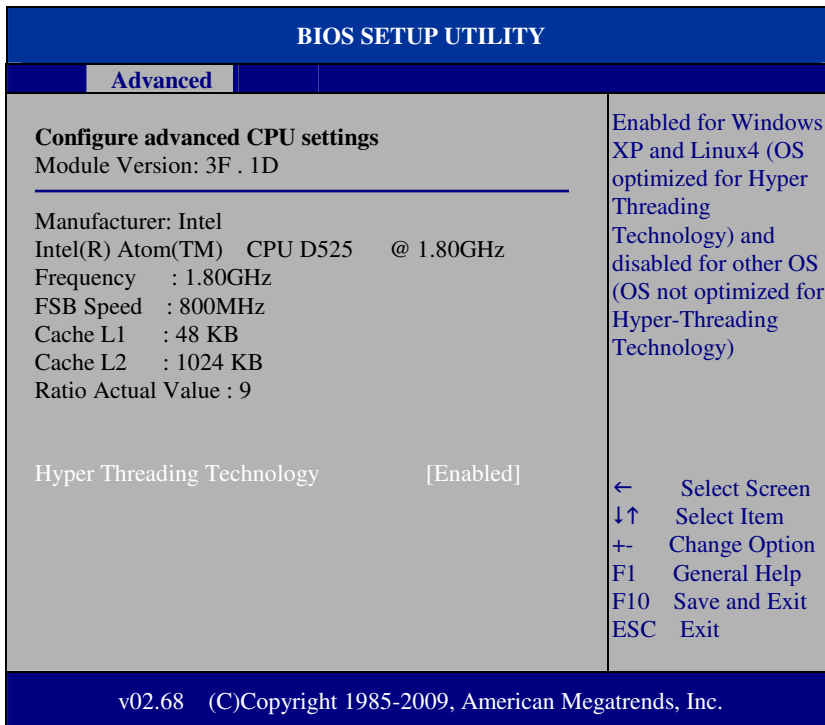 BIOS SETUP UTILITY
Advanced
Configure advanced CPU settings
Module Version: 3F . 1D
Manufacturer: Intel
Intel(R) Atom(TM) CPU D525 @ 1.80GHz
Frequency : 1.80GHz
FSB Speed : 800MHz
Cache L1 : 48 KB
Cache L2 : 1024 KB
Ratio Actual Value : 9
Hyper Threading Technology [Enabled]
Enabled for Windows
XP and Linux4 (OS
optimized for Hyper
Threading
Technology) and
disabled for other OS
(OS not optimized for
Hyper-Threading
Technology)
← Select Screen
↓↑ Select Item
+- Change Option
F1 General Help
F10 Save and Exit
ESC Exit
v02.68 (C)Copyright 1985-2009, American Megatrends, Inc.